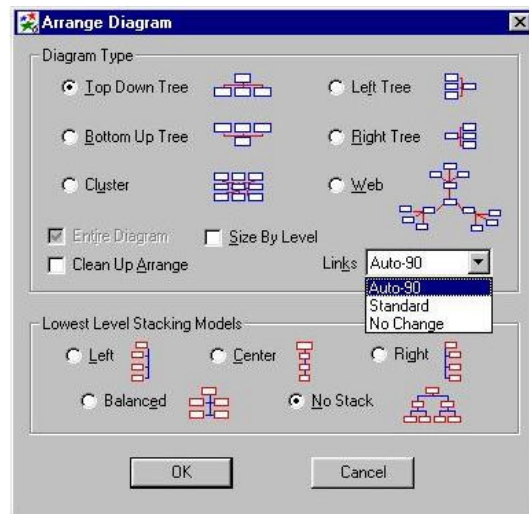 Arrange Diagram
Diagram Type
Top Down Tree
Left Tree
Bottom Up Tree
Right Tree
Cluster
Web
Entire Diagram
Size By Level
Clean Up Arrange
Links Auto-90
Auto-90
Standard
No Change
Lowest Level Stacking Models
Left
Center
Right
Balanced
No Stack
OK
Cancel